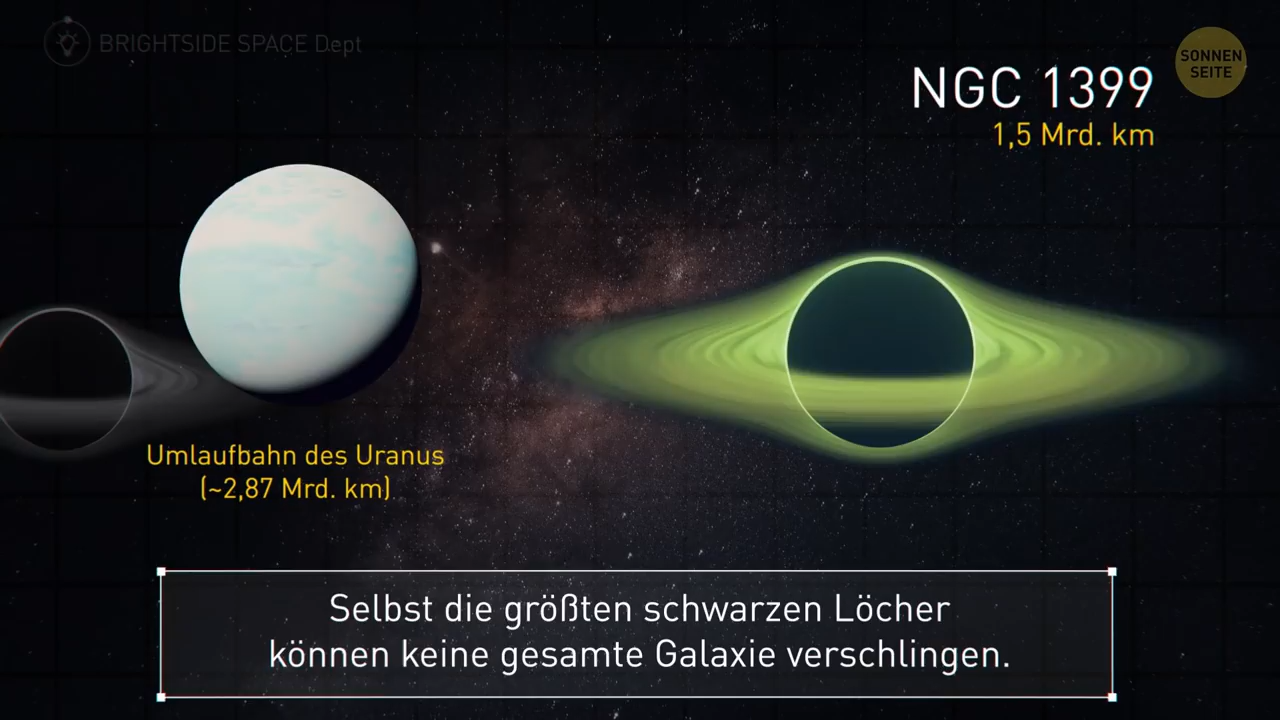 BRIGHTSIDE SPACE Dept
SONNEN
SEITE
NGC 1399
1,5 Mrd. km
Umlaufbahn des Uranus
(~2,87 Mrd. km)
Selbst die größten schwarzen Löcher
können keine gesamte Galaxie verschlingen.